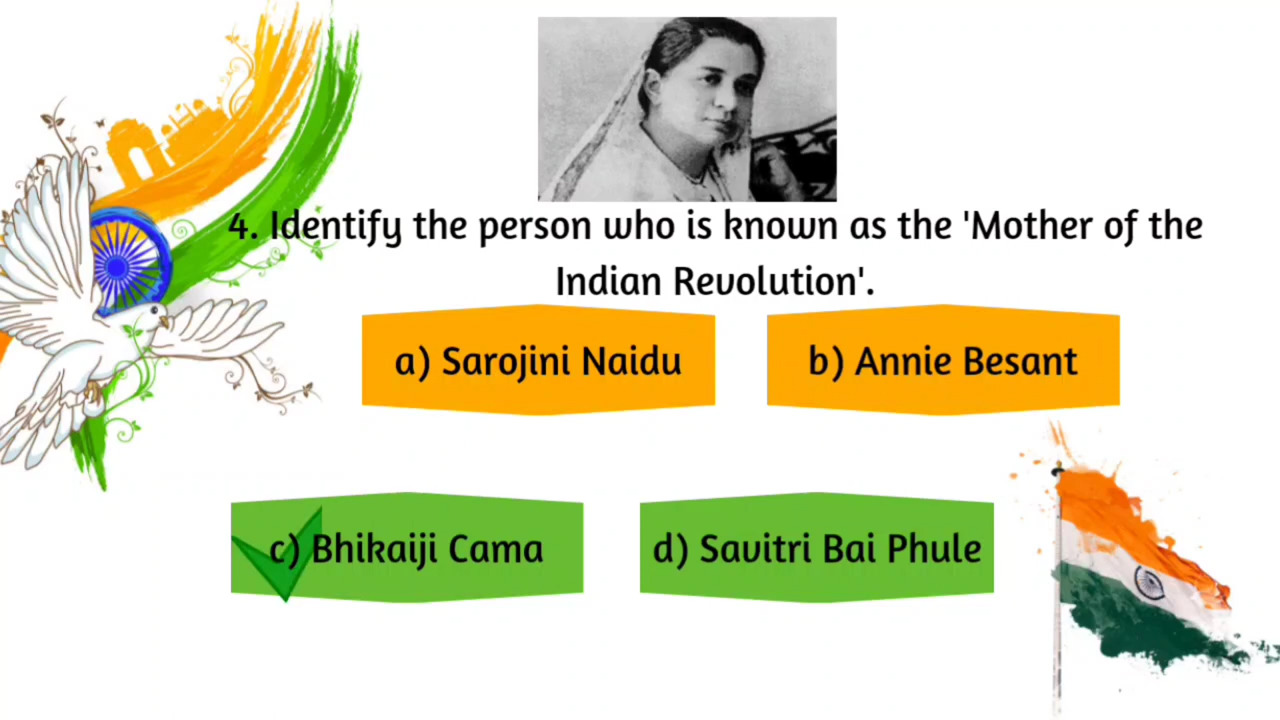 4. Identify the person who is known as the 'Mother of the
Indian Revolution'.
a) Sarojini Naidu
b) Annie Besant
c) Bhikaiji Cama
d) Savitri Bai Phule